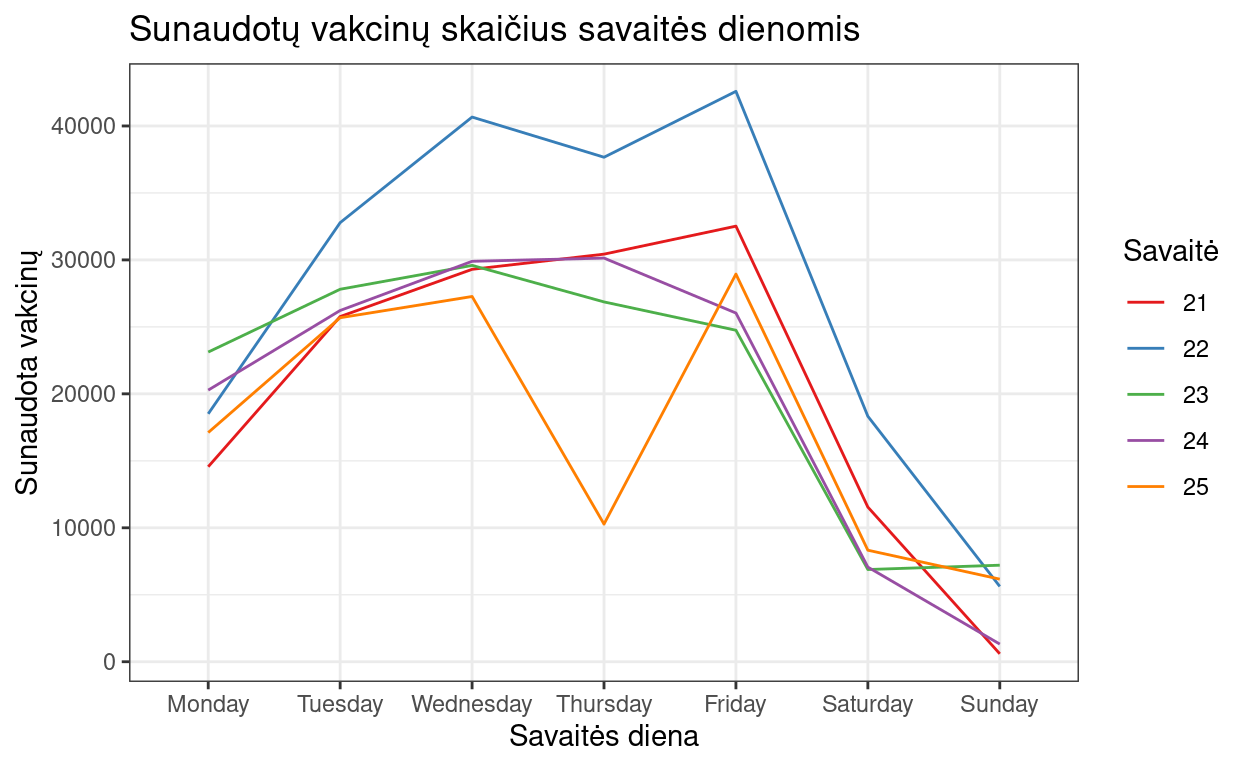 Sunaudotų vakcinų skaičius savaitės dienomis
Sunaudota vakcinų
40000
30000
20000
10000
0
Monday Tuesday Wednesday Thursday Friday Saturday Sunday
Savaitės diena
Savaitė
21
22
23
24
25